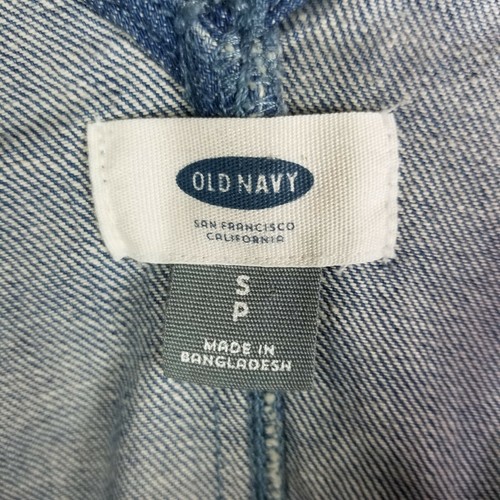 OLD NAVY
SAN FRANCISCO
CALIFORNIA
S
P
MADE IN
BANGLADESH